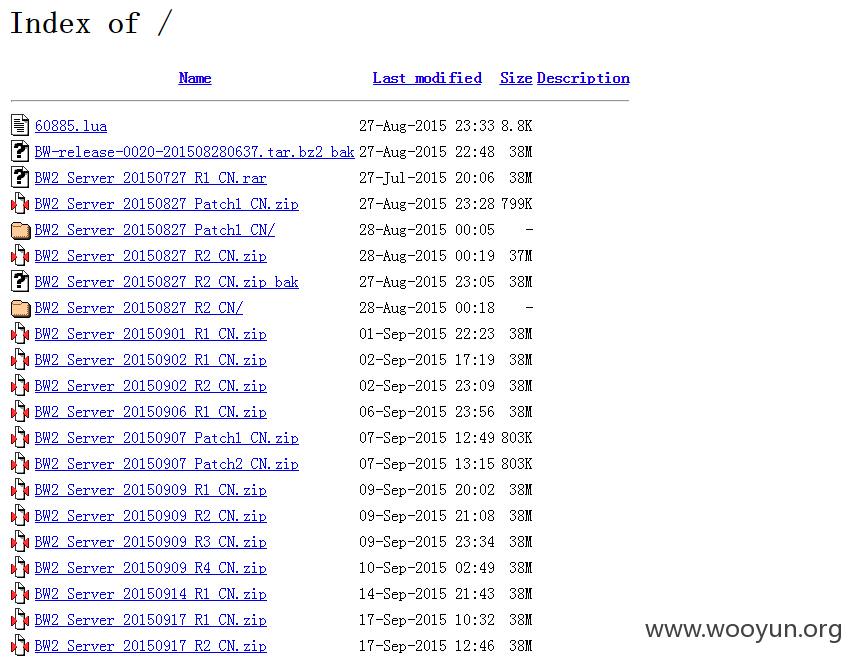 Index of /
Name Last modified Size Description
60885.lua 27-Aug-2015 23:33 8.8K
BW-release-0020-201508280637.tar.bz2_bak 27-Aug-2015 22:48 38M
BW2_Server_20150727_R1_CN.rar 27-Jul-2015 20:06 38M
BW2_Server_20150827_Patch1_CN.zip 27-Aug-2015 23:28 799K
BW2_Server_20150827_Patch1_CN/ 28-Aug-2015 00:05 -
BW2_Server_20150827_R2_CN.zip 28-Aug-2015 00:19 37M
BW2_Server_20150827_R2_CN.zip_bak 27-Aug-2015 23:05 38M
BW2_Server_20150827_R2_CN/ 28-Aug-2015 00:18 -
BW2_Server_20150901_R1_CN.zip 01-Sep-2015 22:23 38M
BW2_Server_20150902_R1_CN.zip 02-Sep-2015 17:19 38M
BW2_Server_20150902_R2_CN.zip 02-Sep-2015 23:09 38M
BW2_Server_20150906_R1_CN.zip 06-Sep-2015 23:56 38M
BW2_Server_20150907_Patch1_CN.zip 07-Sep-2015 12:49 803K
BW2_Server_20150907_Patch2_CN.zip 07-Sep-2015 13:15 803K
BW2_Server_20150909_R1_CN.zip 09-Sep-2015 20:02 38M
BW2_Server_20150909_R2_CN.zip 09-Sep-2015 21:08 38M
BW2_Server_20150909_R3_CN.zip 09-Sep-2015 23:34 38M
BW2_Server_20150909_R4_CN.zip 10-Sep-2015 02:49 38M
BW2_Server_20150914_R1_CN.zip 14-Sep-2015 21:43 38M
BW2_Server_20150917_R1_CN.zip 17-Sep-2015 10:32 38M
BW2_Server_20150917_R2_CN.zip 17-Sep-2015 12:46 38M
www.wooyun.org